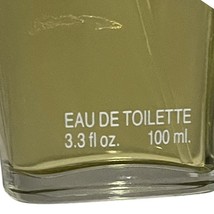 EAU DE TOILETTE
3.3 fl oz. 100 ml.